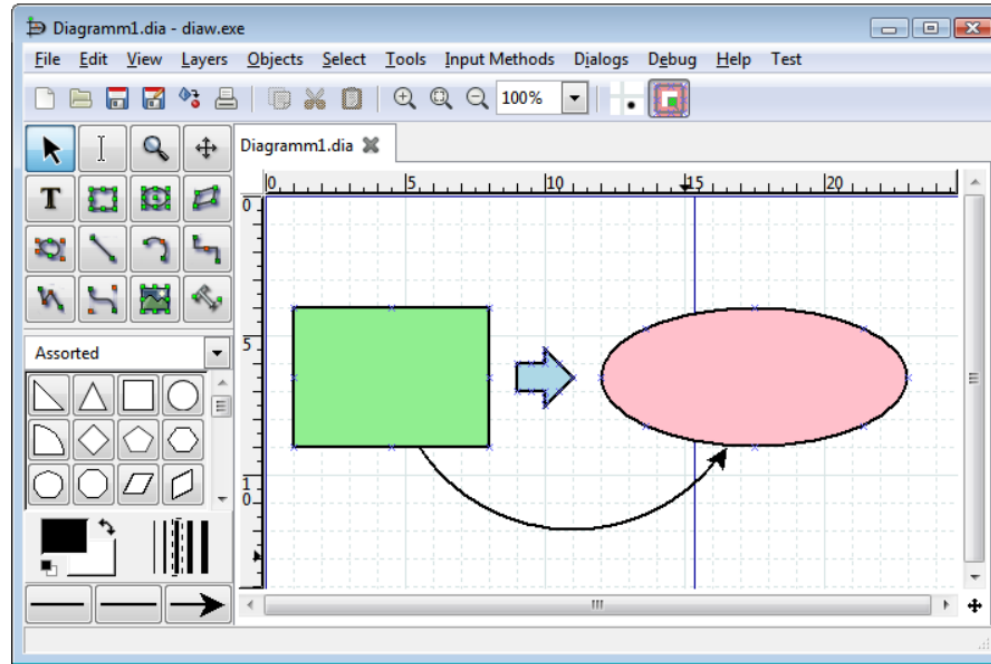 Diagramm1.dia - diaw.exe
File Edit View Layers Objects Select Tools Input Methods Dialogs Debug Help Test
100%
Diagramm1.dia
T
0 5 10 15 20
0
5
10
Assorted